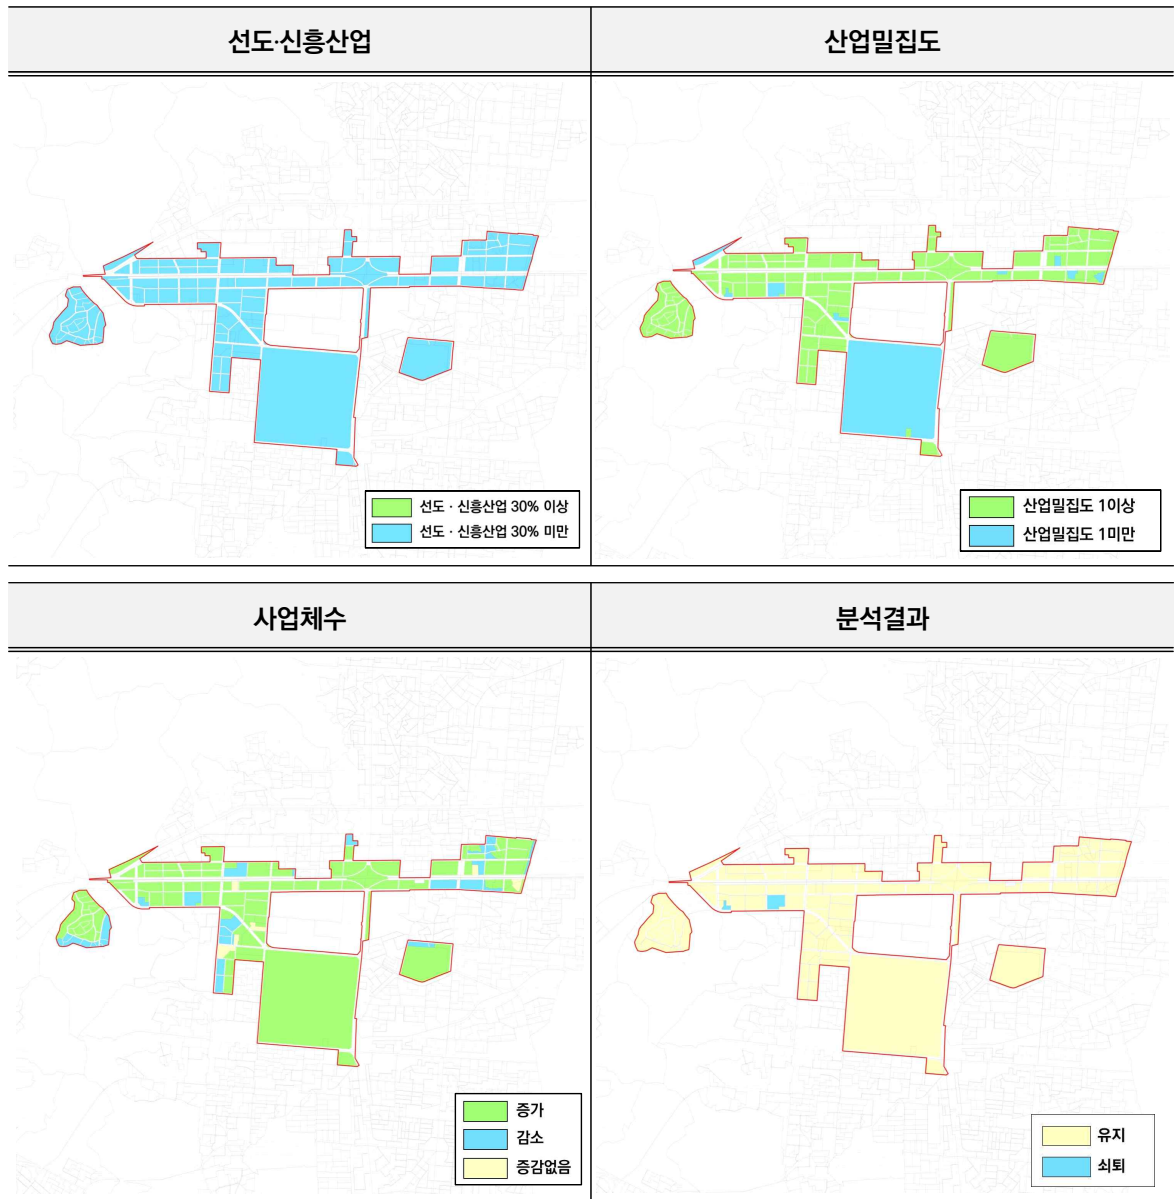 선도·신흥산업
산업밀집도
선도 · 신흥산업 30% 이상
선도 · 신흥산업 30% 미만
산업밀집도 1이상
산업밀집도 1미만
사업체수
분석결과
증가
감소
증감없음
유지
쇠퇴